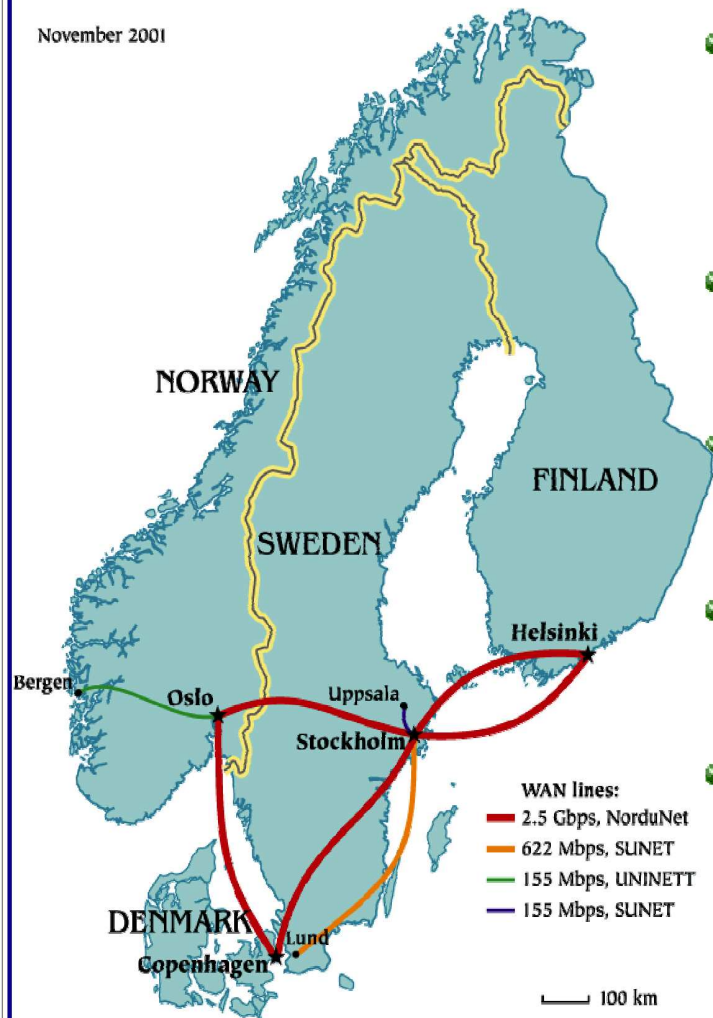 November 2001
NORWAY
FINLAND
SWEDEN
Helsinki
Bergen
Oslo
Uppsala
Stockholm
WAN lines:
2.5 Gbps, NorduNet
622 Mbps, SUNET
155 Mbps, UNINETT
155 Mbps, SUNET
DENMARK
Lund
Copenhagen
100 km